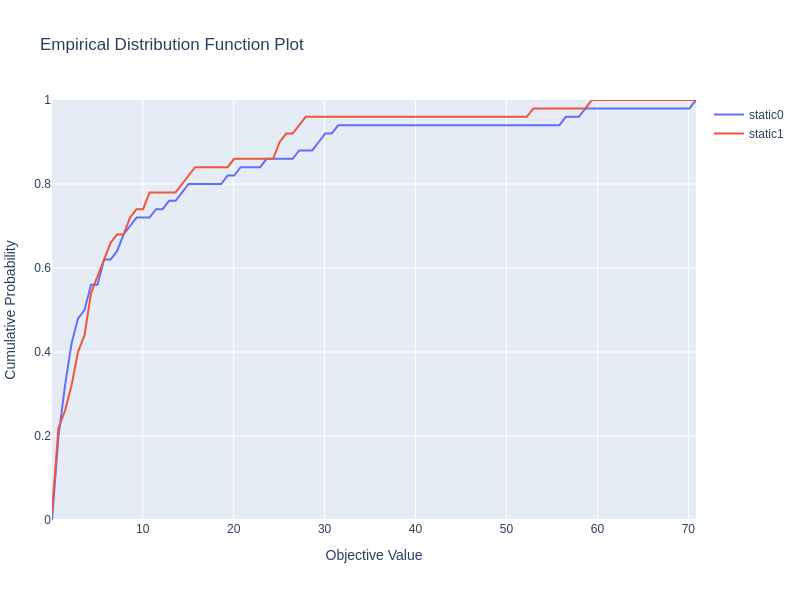 Empirical Distribution Function Plot
static0
static1
1
0.8
0.6
0.4
0.2
0
Cumulative Probability
10
20
30
40
50
60
70
Objective Value